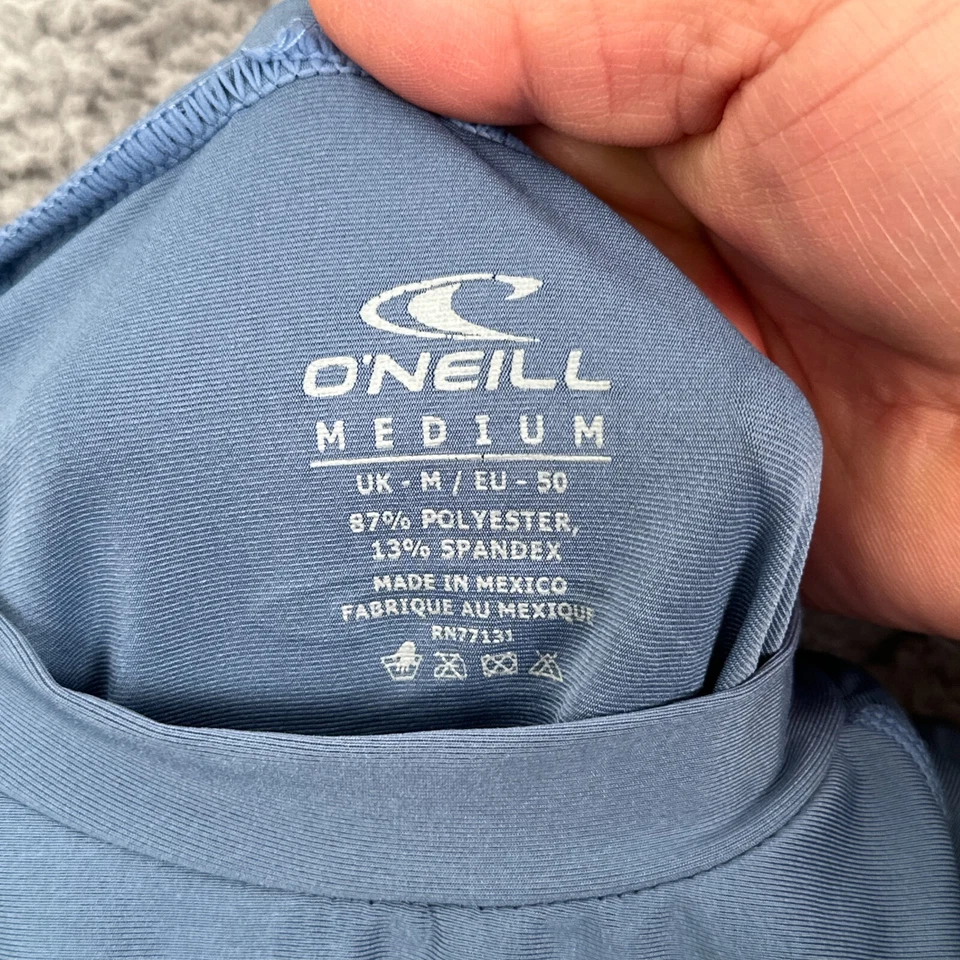 O'NEILL
MEDIUM
UK - M / EU - 50
87% POLYESTER,
13% SPANDEX
MADE IN MEXICO
FABRIQUE AU MEXIQUE
RN77131